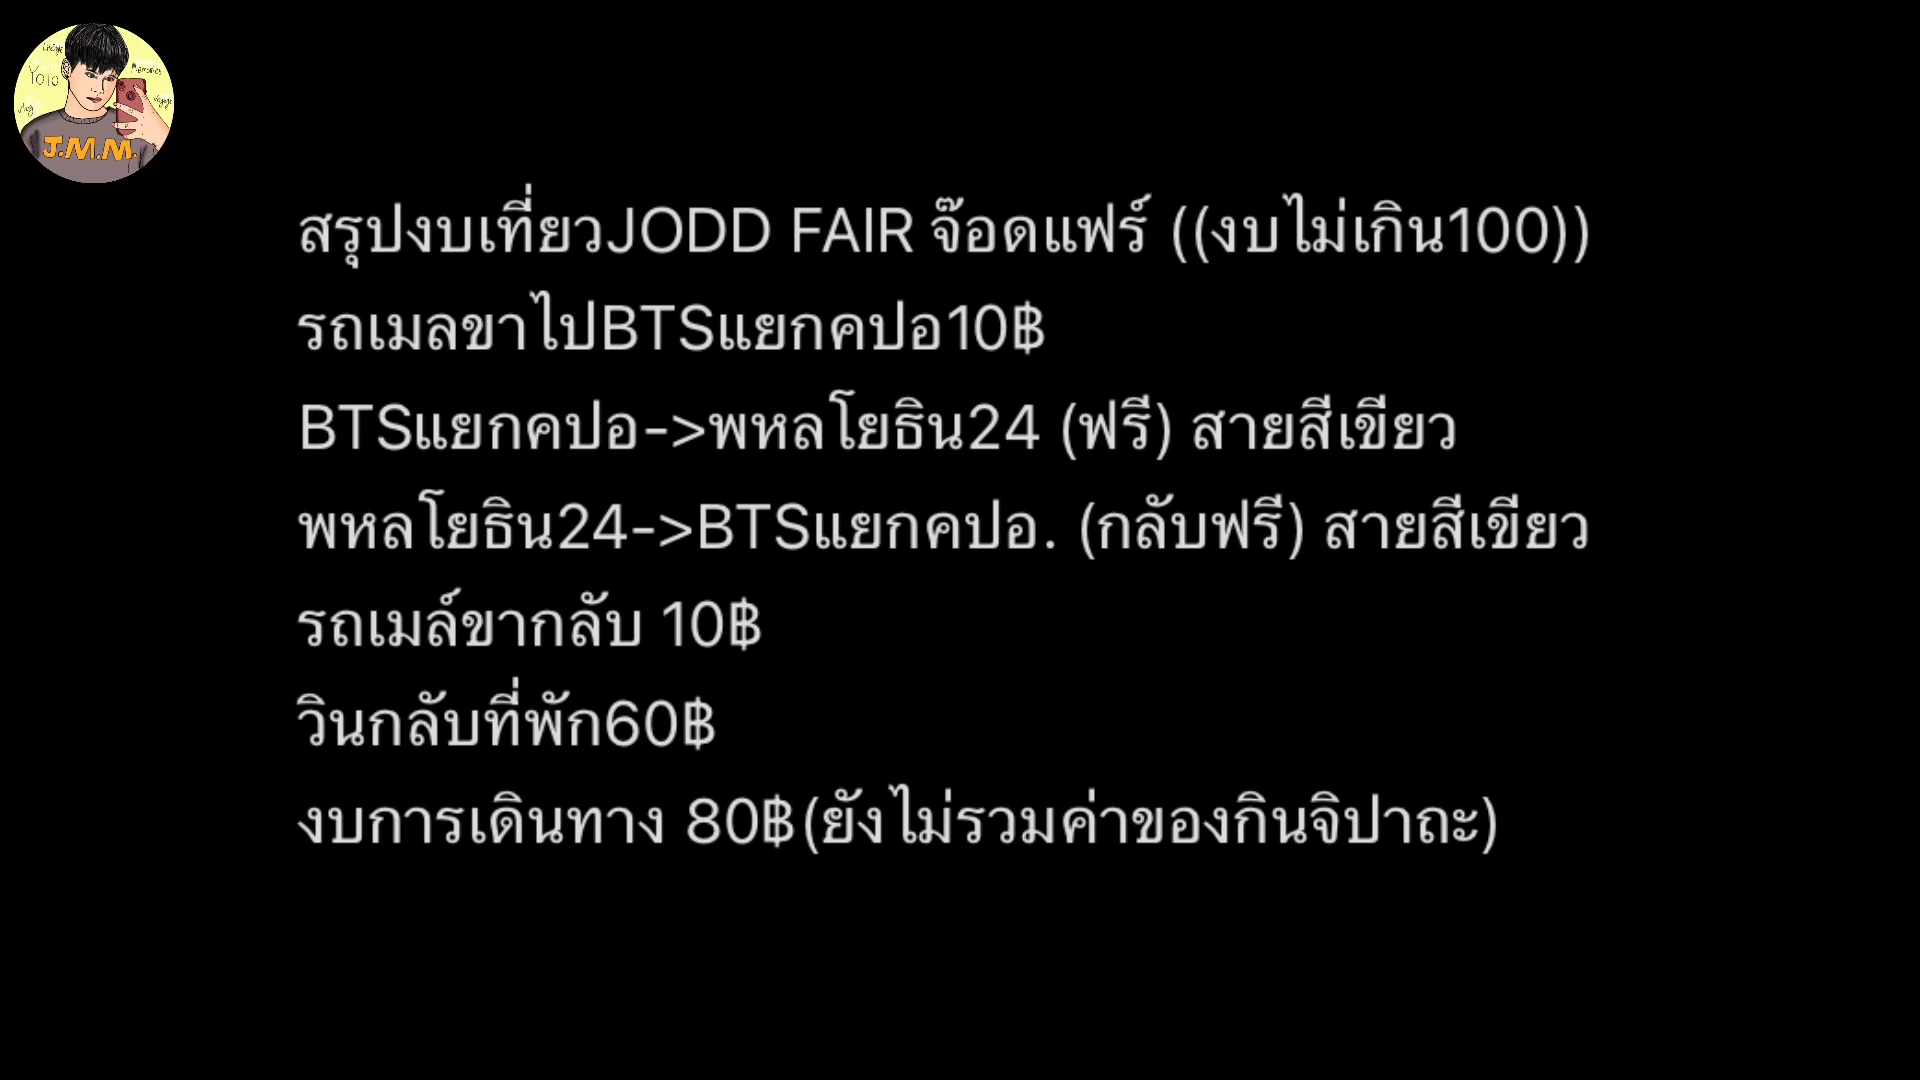 Yolo
Memories
Voyage
vlog
J.M.M.
สรุปงบเที่ยวJODD FAIR จ๊อดแฟร์ ((งบไม่เกิน100))
รถเมลขาไปBTSแยกคปอ10฿
BTSแยกคปอ->พหลโยธิน24 (ฟรี) สายสีเขียว
พหลโยธิน24->BTSแยกคปอ. (กลับฟรี) สายสีเขียว
รถเมล์ขากลับ 10฿
วินกลับที่พัก60฿
งบการเดินทาง 80฿(ยังไม่รวมค่าของกินจิปาถะ)